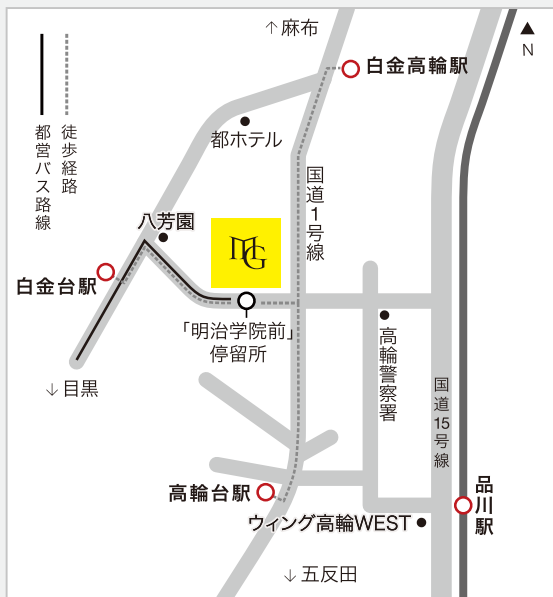 ↑麻布
N
白金高輪駅
都営バス路線
徒歩経路
都ホテル
国道1号線
八芳園
MG
白金台駅
「明治学院前」
停留所
高輪警察署
↓目黒
国道15号線
高輪台駅
品川駅
ウィング高輪WEST
↓五反田